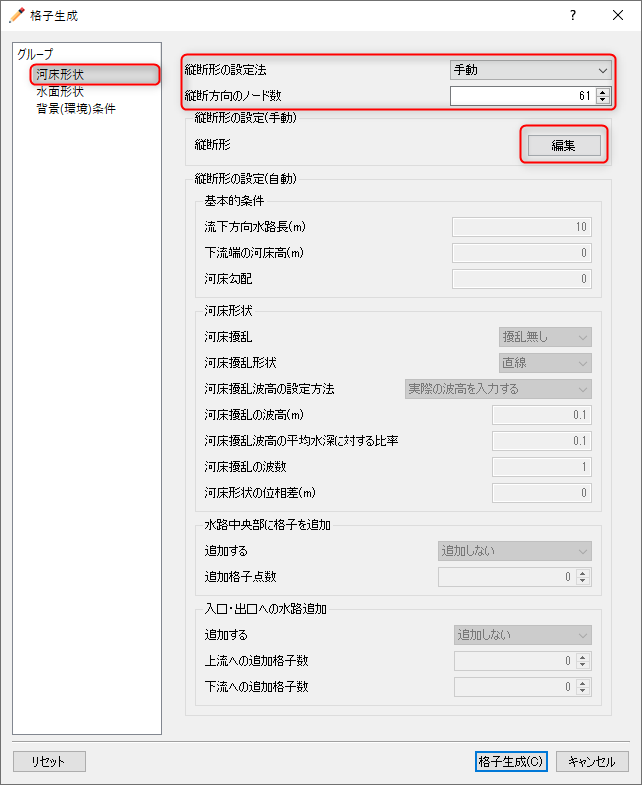 格子生成
?
グループ
河床形状
水面形状
背景(環境)条件
縦断形の設定法 手動
縦断方向のノード数 61
縦断形の設定(手動)
縦断形 編集
縦断形の設定(自動)
基本的条件
流下方向水路長(m) 10
下流端の河床高(m) 0
河床勾配 0
河床形状
河床擾乱 擾乱無し
河床擾乱形状 直線
河床擾乱波高の設定方法 実際の波高を入力する
河床擾乱の波高(m) 0.1
河床擾乱波高の平均水深に対する比率 0.1
河床擾乱の波数 1
河床形状の位相差(m) 0
水路中央部に格子を追加
追加する 追加しない
追加格子点数 0
入口・出口への水路追加
追加する 追加しない
上流への追加格子数 0
下流への追加格子数 0
リセット 格子生成(C) キャンセル